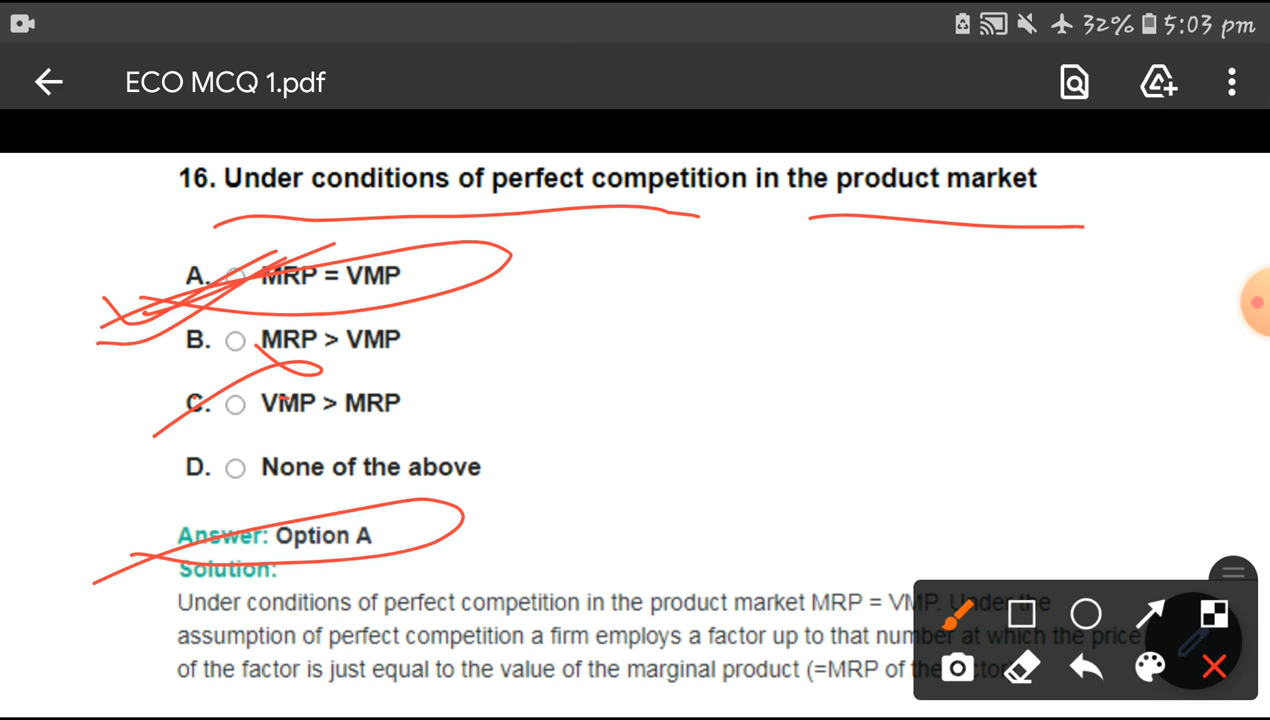 32% 5:03 pm
ECO MCQ 1.pdf
16. Under conditions of perfect competition in the product market
A. MRP = VMP
B. MRP > VMP
C. VMP > MRP
D. None of the above
Answer: Option A
Solution:
Under conditions of perfect competition in the product market MRP = VMP. Under the
assumption of perfect competition a firm employs a factor up to that number at which the price
of the factor is just equal to the value of the marginal product (=MRP of the factor